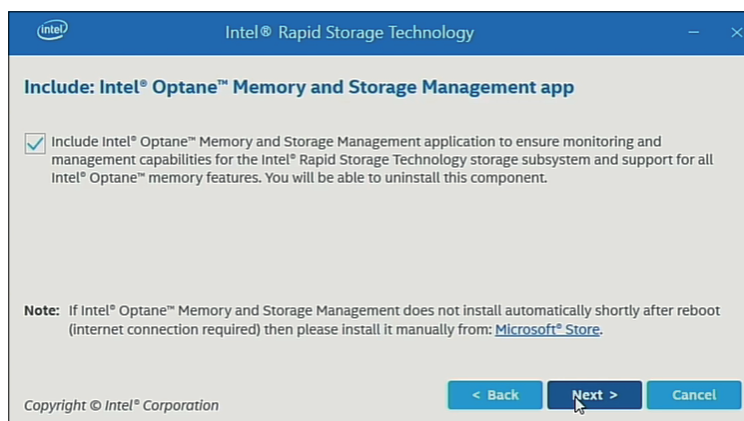 intel
Intel® Rapid Storage Technology
Include: Intel® Optane™ Memory and Storage Management app
Include Intel® Optane™ Memory and Storage Management application to ensure monitoring and
management capabilities for the Intel® Rapid Storage Technology storage subsystem and support for all
Intel® Optane™ memory features. You will be able to uninstall this component.
Note: If Intel® Optane™ Memory and Storage Management does not install automatically shortly after reboot
(internet connection required) then please install it manually from: Microsoft® Store.
< Back
Next >
Cancel
Copyright © Intel® Corporation